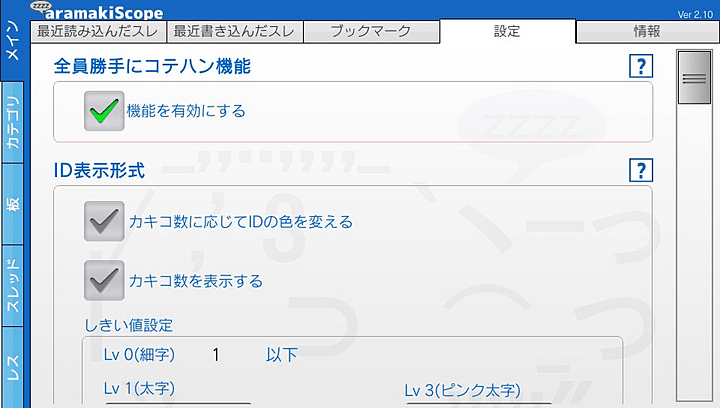 zzzz
aramakiScope
Ver 2.10
メイン
カテゴリ
板
スレッド
レス
最近読み込んだスレ
最近書き込んだスレ
ブックマーク
設定
情報
全員勝手にコテハン機能
?
機能を有効にする
zzzz
ID表示形式
?
カキコ数に応じてIDの色を変える
カキコ数を表示する
しきい値設定
Lv 0(細字) 1 以下
Lv 1(太字)
Lv 3(ピンク太字)